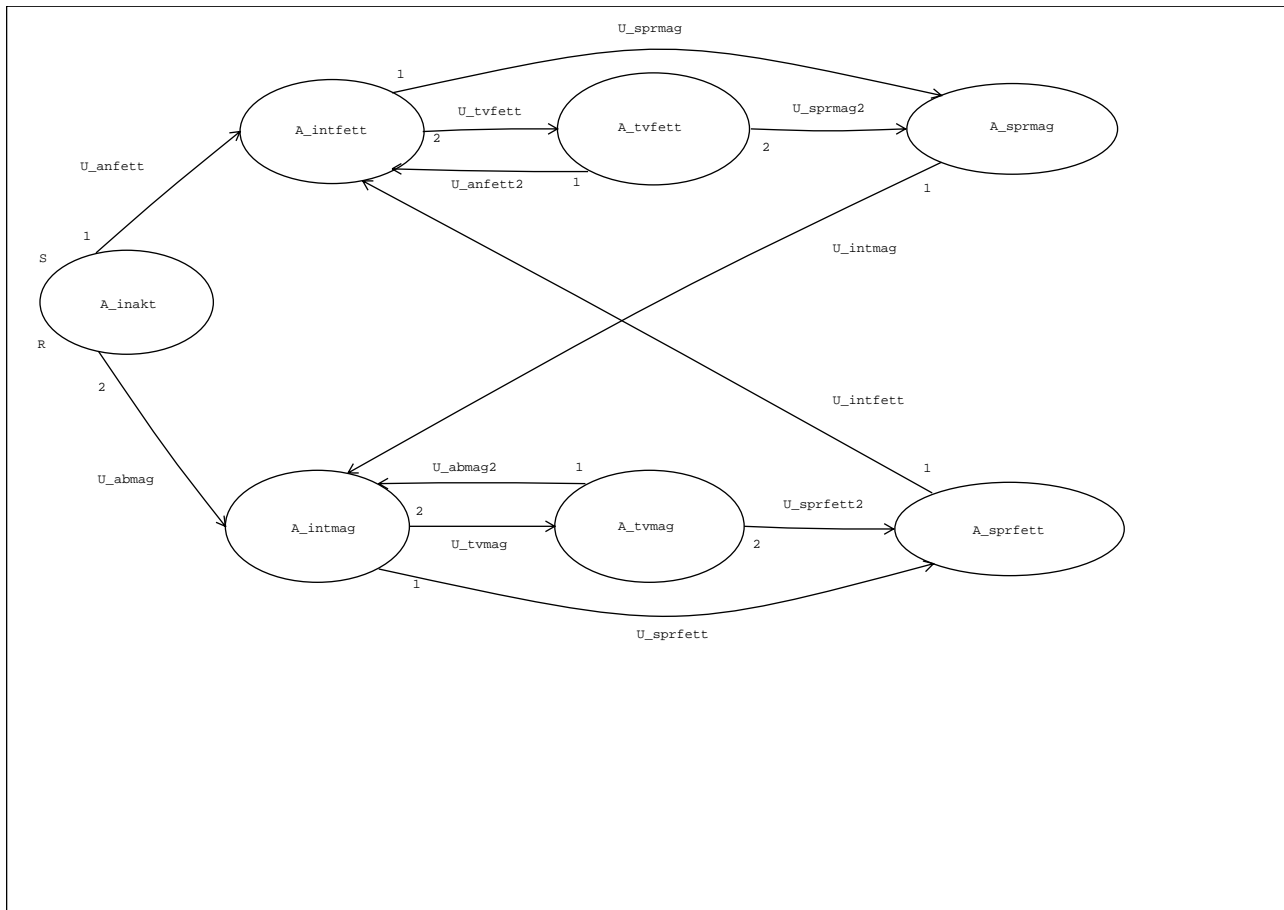 U_sprmag
1
U_tvfett
U_sprmag2
A_intfett
A_tvfett
A_sprmag
2
2
U_anfett
U_anfett2
1
1
1
U_intmag
S
A_inakt
R
2
U_intfett
U_abmag2
1
1
U_abmag
2
U_sprfett2
A_intmag
A_tvmag
A_sprfett
U_tvmag
2
1
U_sprfett